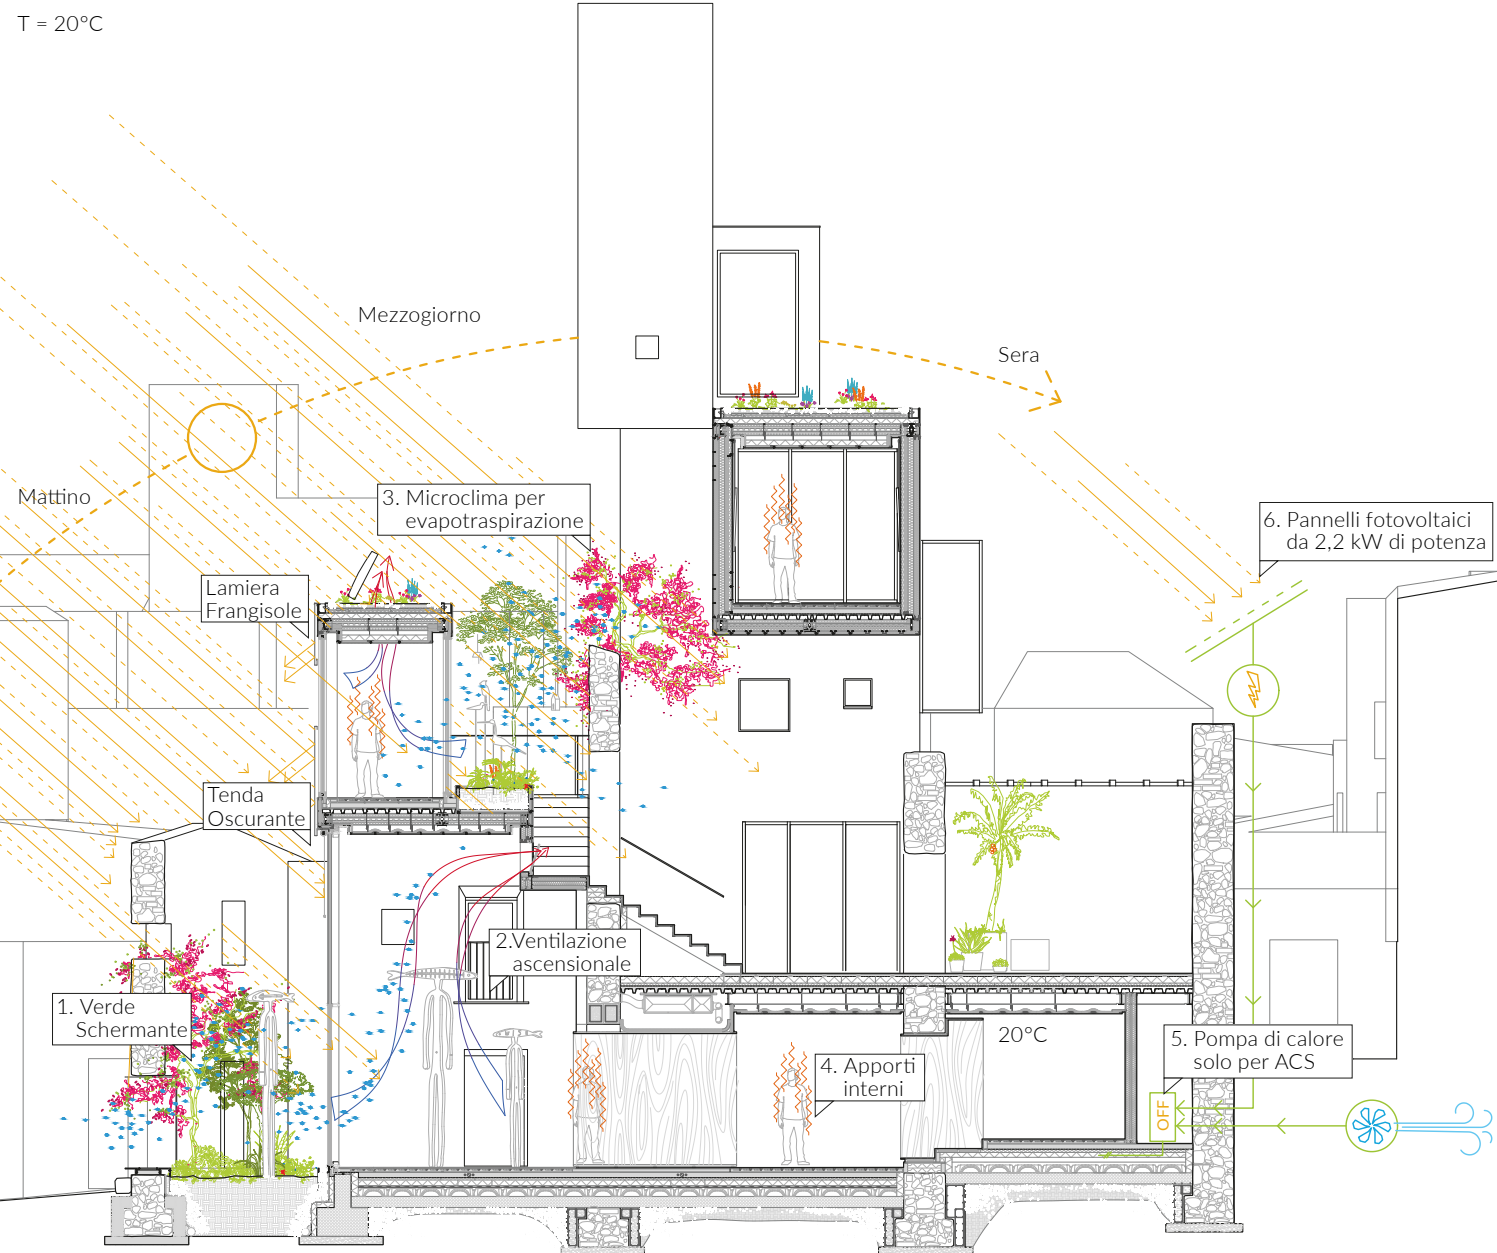 T = 20°C
Mezzogiorno
Sera
Mattino
3. Microclima per
evapotraspirazione
6. Pannelli fotovoltaici
da 2,2 kW di potenza
Lamiera
Frangisole
Tenda
Oscurante
2.Ventilazione
ascensionale
1. Verde
Schermante
20°C
5. Pompa di calore
solo per ACS
4. Apporti
interni
OFF